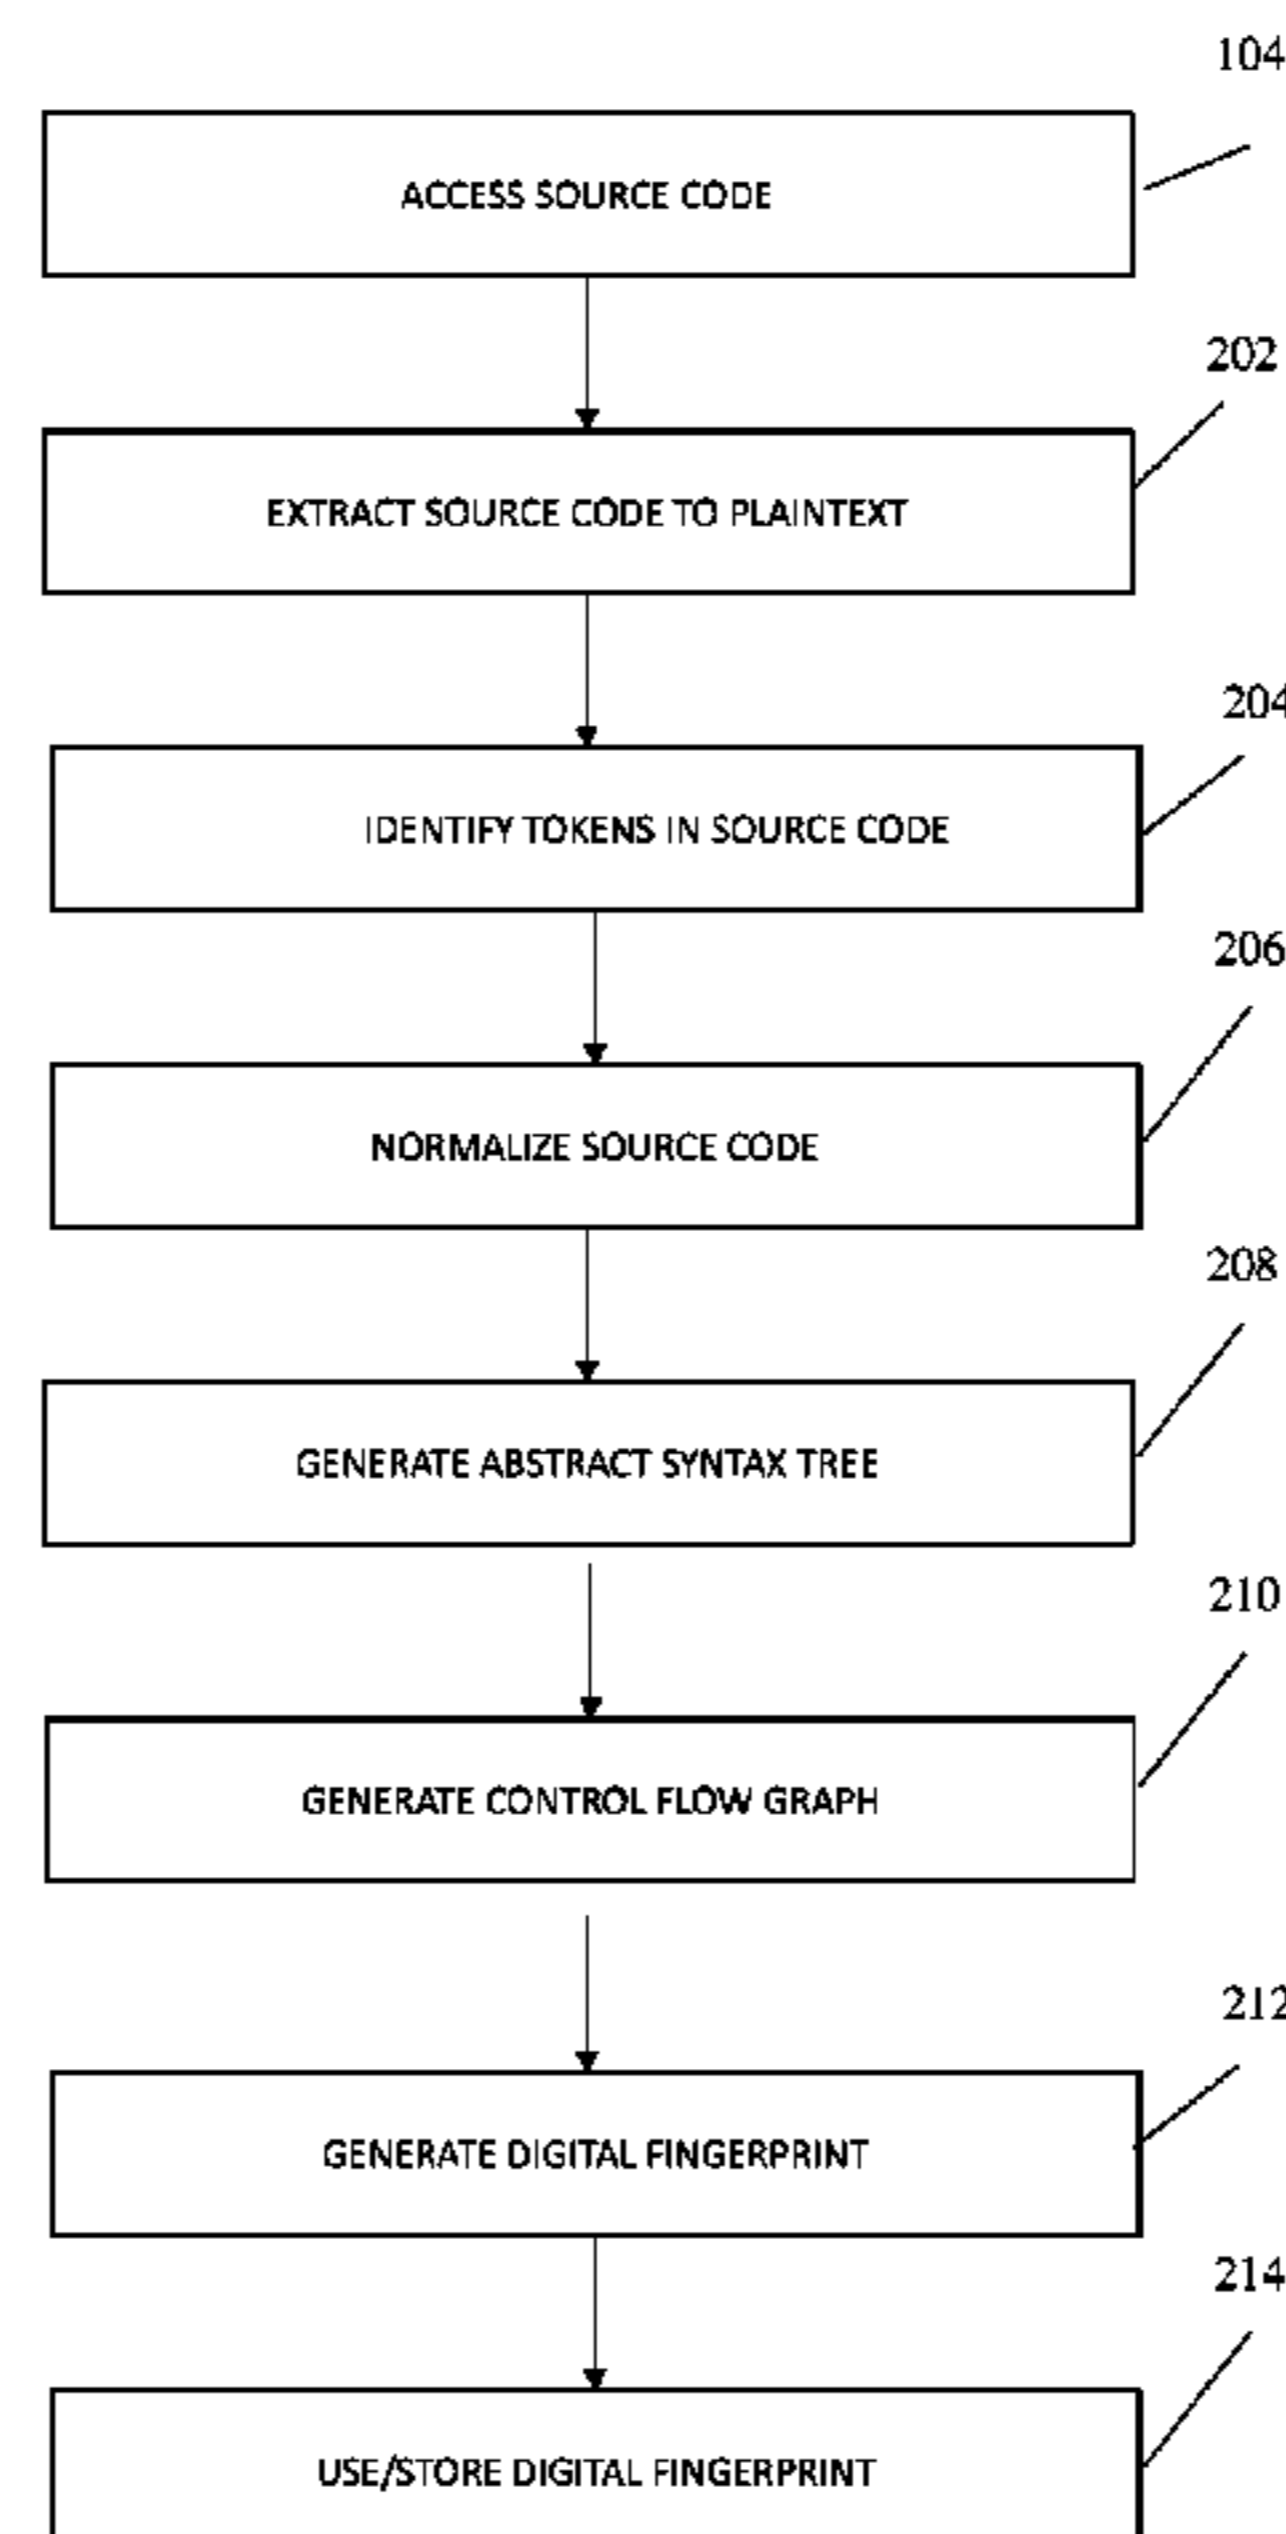 104
ACCESS SOURCE CODE
202
EXTRACT SOURCE CODE TO PLAINTEXT
204
IDENTIFY TOKENS IN SOURCE CODE
206
NORMALIZE SOURCE CODE
208
GENERATE ABSTRACT SYNTAX TREE
210
GENERATE CONTROL FLOW GRAPH
212
GENERATE DIGITAL FINGERPRINT
214
USE/STORE DIGITAL FINGERPRINT